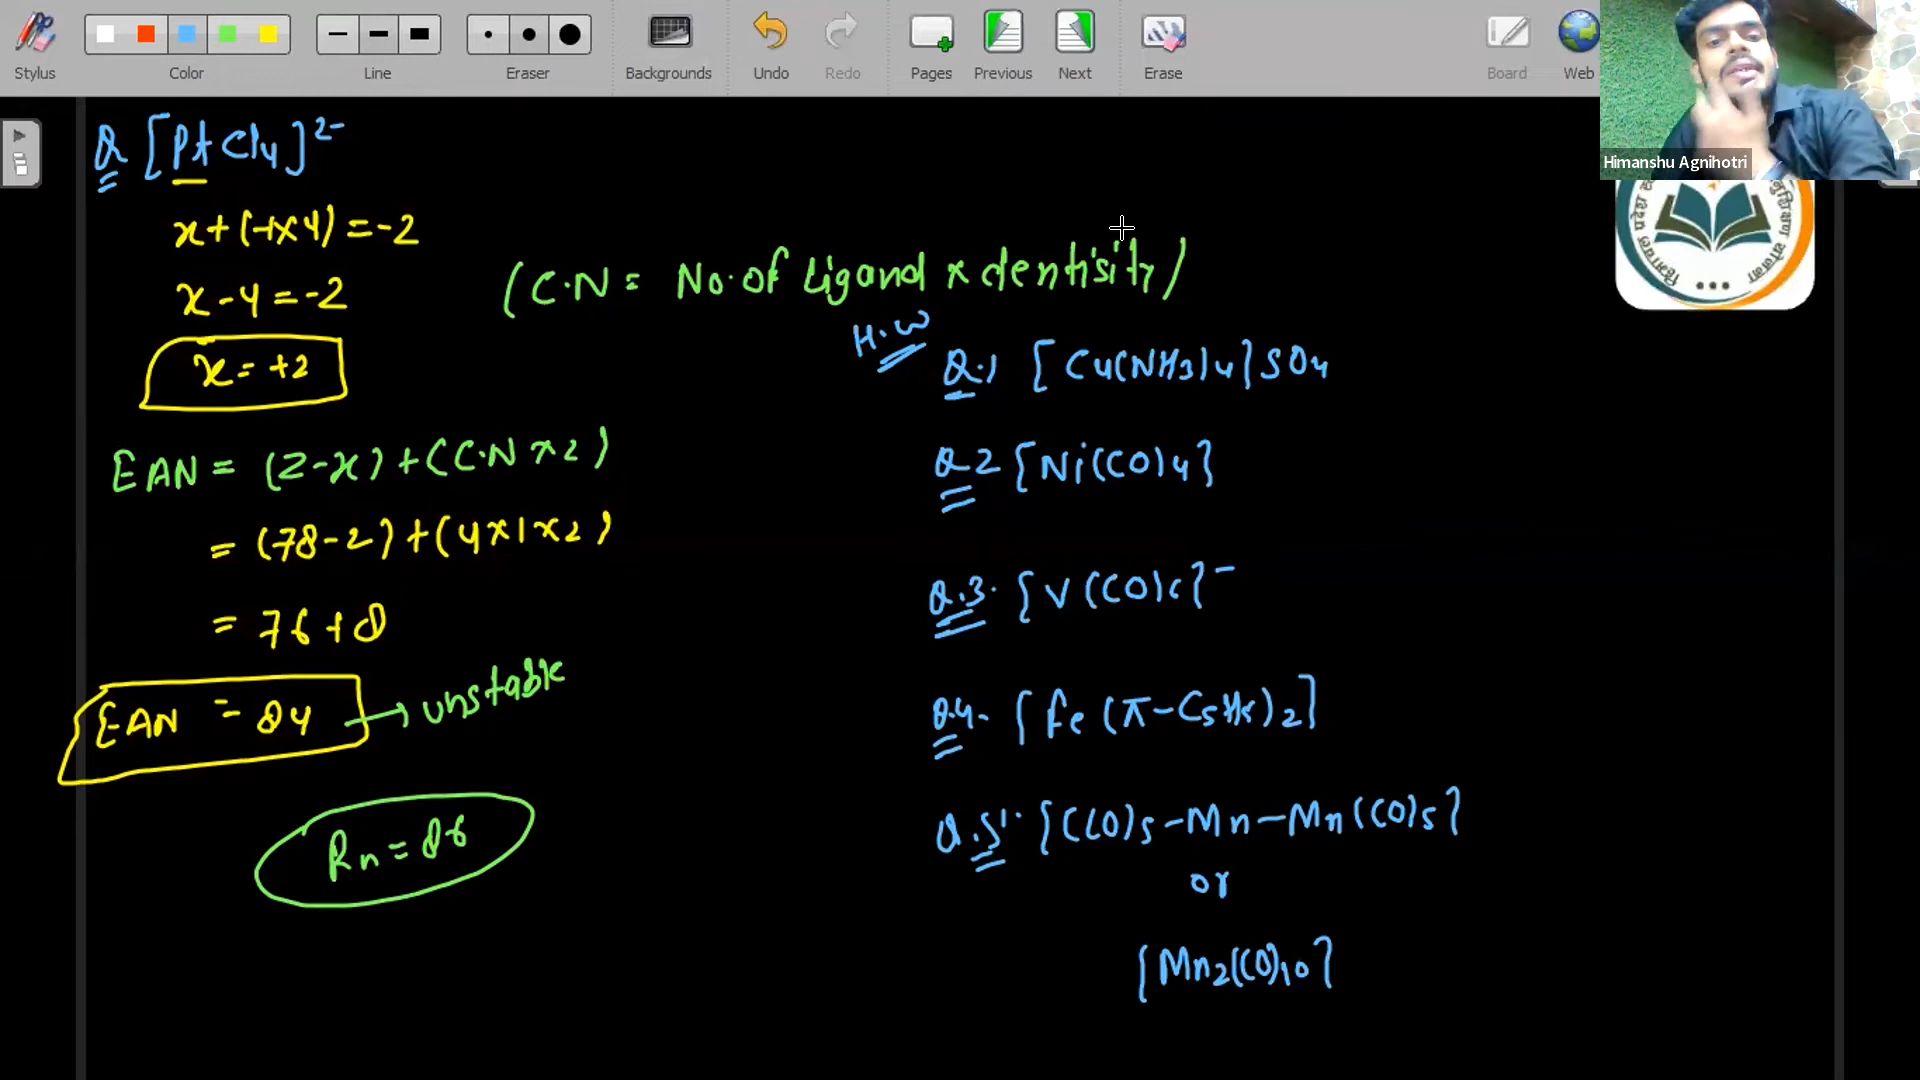 Stylus
Color
Line
Eraser
Backgrounds
Undo
Redo
Pages
Previous
Next
Erase
Board
Web
Himanshu Agnihotri
Q [PtCl4]2-
x+(-1x4)=-2
x-4=-2
x=+2
EAN = (Z-x)+(C.N x2)
= (78-2)+(4x1x2)
= 76+8
EAN = 84 → unstable
Rn=86
(C.N = No.of Ligand x dentisity)
H.W
Q.1 [Cu(NH3)4]SO4
Q.2 [Ni(CO)4]
Q.3. [V(CO)6]-
Q.4. [Fe(π-C5H5)2]
Q.5. [(CO)5-Mn-Mn(CO)5]
or
[Mn2(CO)10]